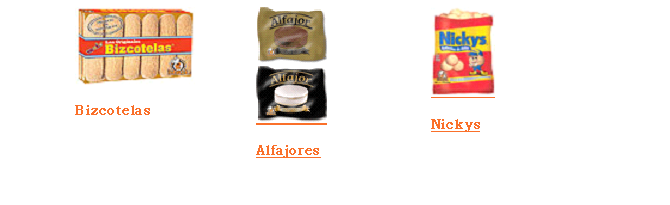 Bizcotelas
Alfajor
Alfajor
Nickys
Bizcotelas
Nickys
Alfajores